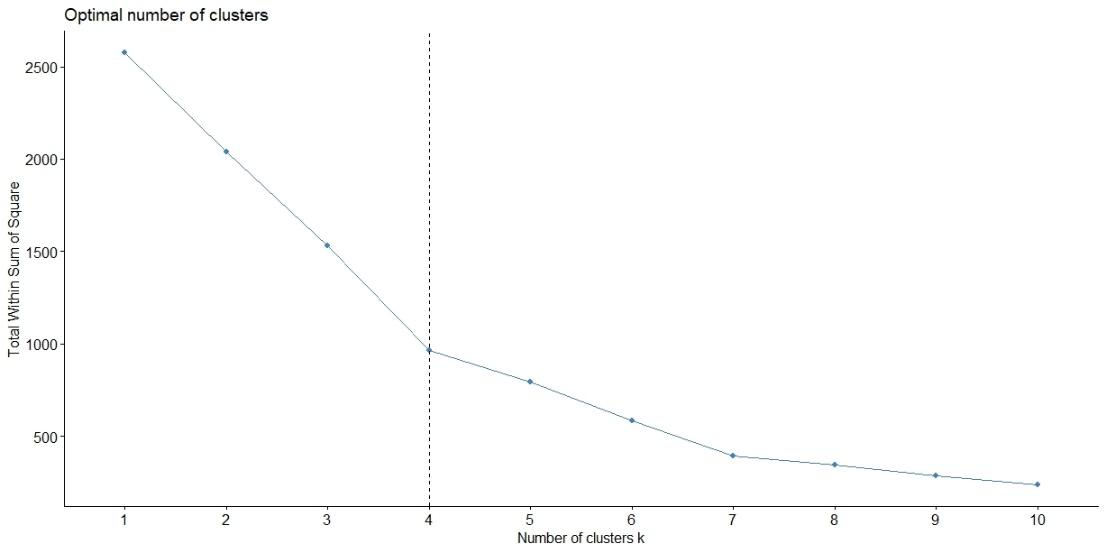 Optimal number of clusters
Total Within Sum of Square
2500
2000
1500
1000
500
1 2 3 4 5 6 7 8 9 10
Number of clusters k